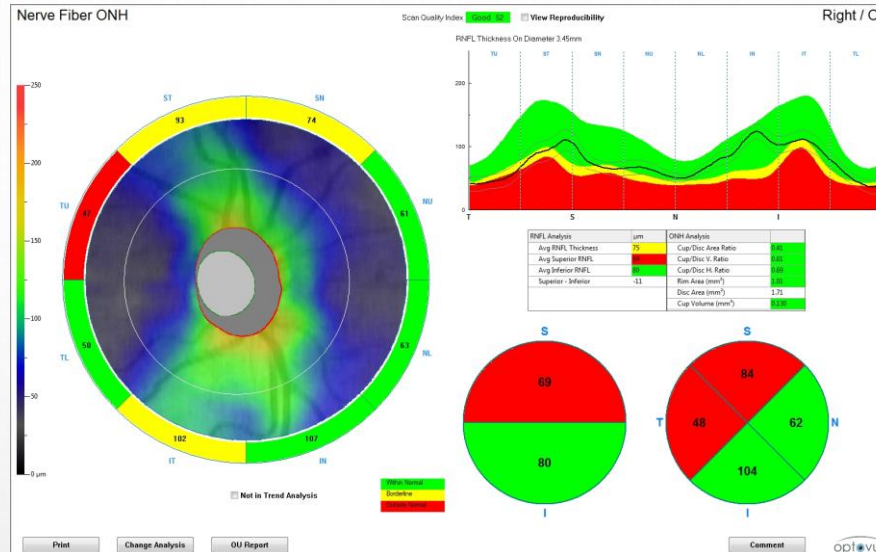 Nerve Fiber ONH
Scan Quality Index Good 52 View Reproducibility
Right / O
RNFL Thickness On Diameter 3.45mm
TU ST SN NU NL IN IT TL
200
100
0
T S N I
250
200
150
100
50
0 µm
ST SN
93 74
TU 47 61 NU
TL 50 63 NL
102 107
IT IN
Not in Trend Analysis
Within Normal
Borderline
Outside Normal
RNFL Analysis µm ONH Analysis
Avg RNFL Thickness 75 Cup/Disc Area Ratio 0.41
Avg Superior RNFL 69 Cup/Disc V. Ratio 0.61
Avg Inferior RNFL 80 Cup/Disc H. Ratio 0.69
Superior - Inferior -11 Rim Area (mm²) 1.01
Disc Area (mm²) 1.71
Cup Volume (mm³) 0.130
S S
69 84
T 48 62 N
80 104
I I
Print Change Analysis OU Report Comment
optovu